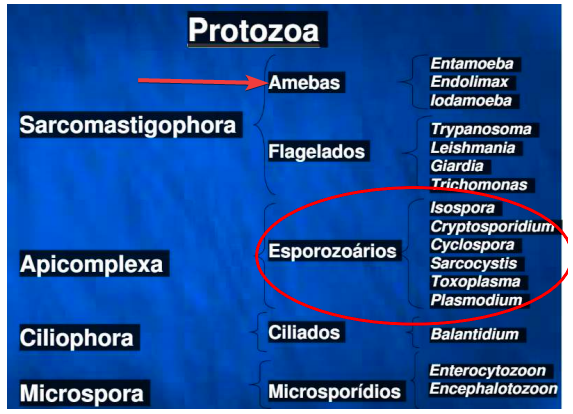 Protozoa
Sarcomastigophora
Amebas
Entamoeba
Endolimax
Iodamoeba
Flagelados
Trypanosoma
Leishmania
Giardia
Trichomonas
Apicomplexa
Esporozoários
Isospora
Cryptosporidium
Cyclospora
Sarcocystis
Toxoplasma
Plasmodium
Ciliophora
Ciliados
Balantidium
Microspora
Microsporídios
Enterocytozoon
Encephalotozoon